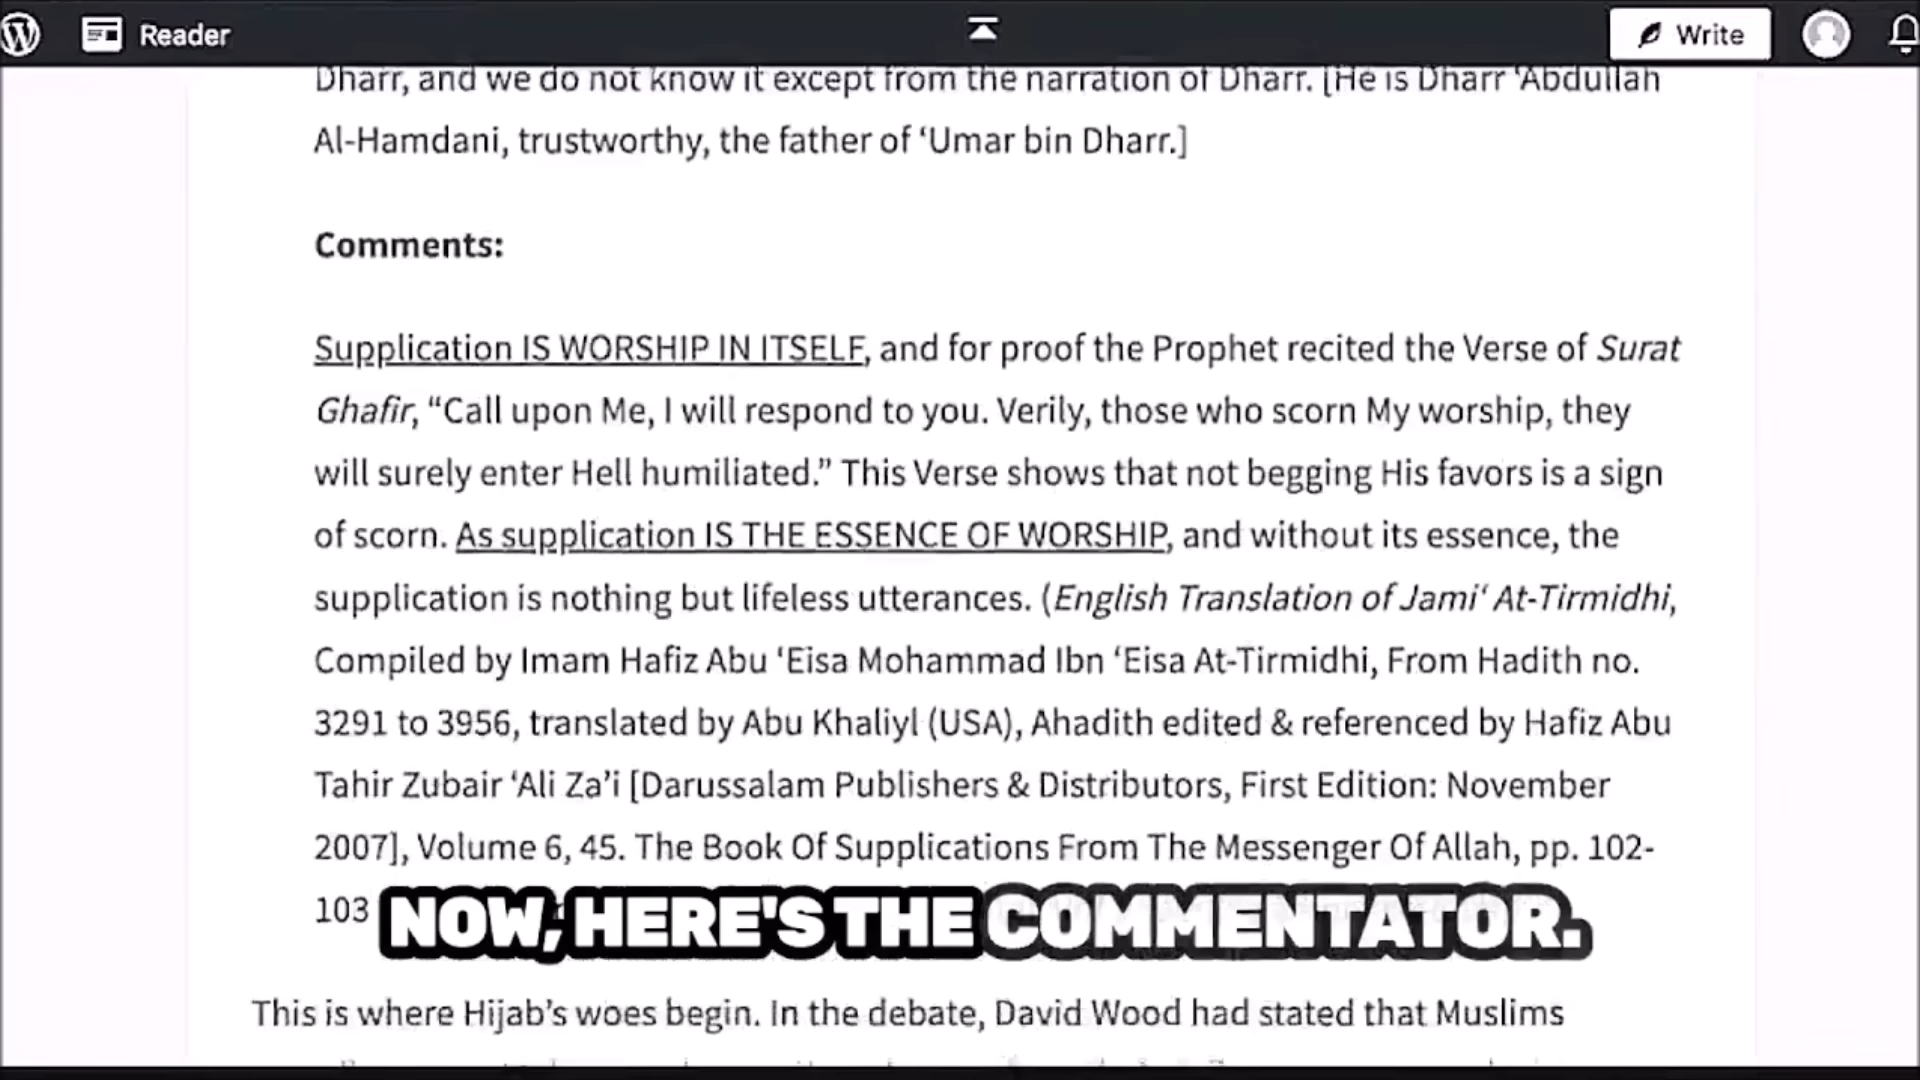 Reader
Write
Dharr, and we do not know it except from the narration of Dharr. [He is Dharr ‘Abdullah
Al-Hamdani, trustworthy, the father of ‘Umar bin Dharr.]
Comments:
Supplication IS WORSHIP IN ITSELF, and for proof the Prophet recited the Verse of Surat
Ghafir, “Call upon Me, I will respond to you. Verily, those who scorn My worship, they
will surely enter Hell humiliated.” This Verse shows that not begging His favors is a sign
of scorn. As supplication IS THE ESSENCE OF WORSHIP, and without its essence, the
supplication is nothing but lifeless utterances. (English Translation of Jami‘ At-Tirmidhi,
Compiled by Imam Hafiz Abu ‘Eisa Mohammad Ibn ‘Eisa At-Tirmidhi, From Hadith no.
3291 to 3956, translated by Abu Khaliyl (USA), Ahadith edited & referenced by Hafiz Abu
Tahir Zubair ‘Ali Za’i [Darussalam Publishers & Distributors, First Edition: November
2007], Volume 6, 45. The Book Of Supplications From The Messenger Of Allah, pp. 102-
103
NOW, HERE'S THE COMMENTATOR.
This is where Hijab’s woes begin. In the debate, David Wood had stated that Muslims